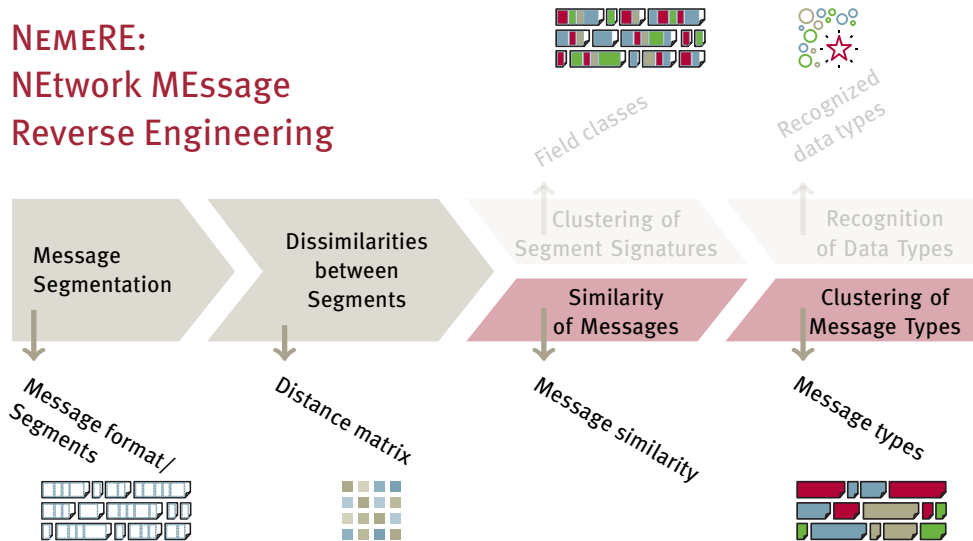 NEMERE:
NEtwork MEssage
Reverse Engineering
Field classes
Recognized
data types
Message
Segmentation
Dissimilarities
between
Segments
Clustering of
Segment Signatures
Recognition
of Data Types
Similarity
of Messages
Clustering of
Message Types
Message format/
Segments
Distance matrix
Message similarity
Message types